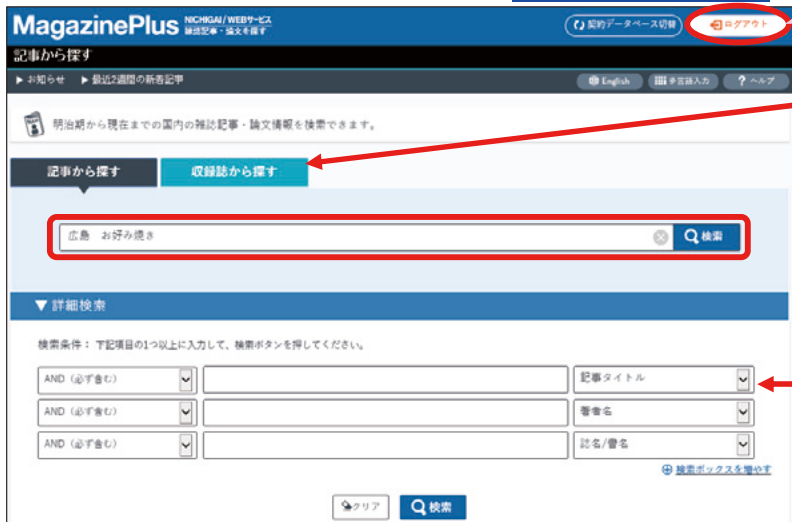 MagazinePlus NICHIGAI/WEBサービス 雑誌記事・論文を探す
契約データベース切替 ログアウト
記事から探す
▶ お知らせ ▶ 最近2週間の新着記事 English 多言語入力 ? ヘルプ
明治期から現在までの国内の雑誌記事・論文情報を検索できます。
記事から探す 収録誌から探す
広島 お好み焼き 検索
▼ 詳細検索
検索条件： 下記項目の1つ以上に入力して、検索ボタンを押してください。
AND (必ず含む) 記事タイトル
AND (必ず含む) 著者名
AND (必ず含む) 誌名/書名
検索ボックスを増やす
クリア 検索